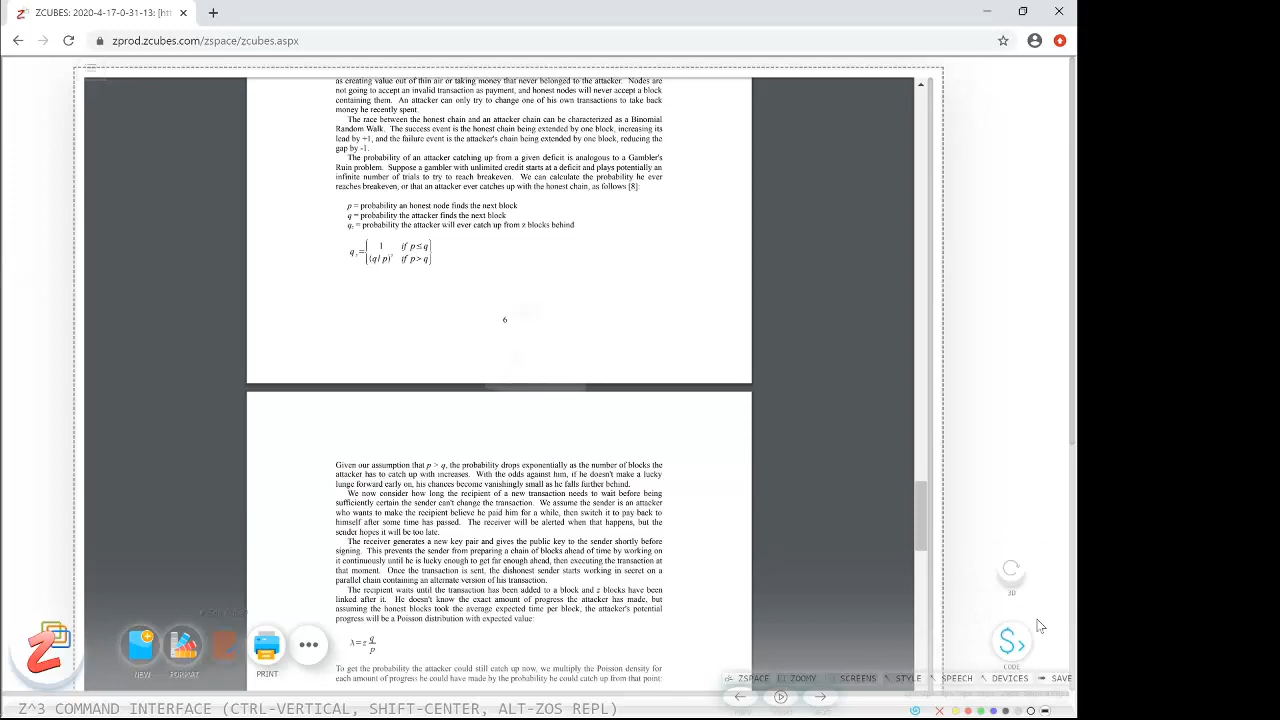 ZCUBES: 2020-4-17-0-31-13: [htt
zprod.zcubes.com/zspace/zcubes.aspx
as creating value out of thin air or taking money that never belonged to the attacker. Nodes are
not going to accept an invalid transaction as payment, and honest nodes will never accept a block
containing them. An attacker can only try to change one of his own transactions to take back
money he recently spent.
The race between the honest chain and an attacker chain can be characterized as a Binomial
Random Walk. The success event is the honest chain being extended by one block, increasing its
lead by +1, and the failure event is the attacker's chain being extended by one block, reducing the
gap by -1.
The probability of an attacker catching up from a given deficit is analogous to a Gambler's
Ruin problem. Suppose a gambler with unlimited credit starts at a deficit and plays potentially an
infinite number of trials to try to reach breakeven. We can calculate the probability he ever
reaches breakeven, or that an attacker ever catches up with the honest chain, as follows [8]:
p = probability an honest node finds the next block
q = probability the attacker finds the next block
q_z = probability the attacker will ever catch up from z blocks behind
q_z = { 1 if p ≤ q
(q/p)^z if p > q }
6
Given our assumption that p > q, the probability drops exponentially as the number of blocks the
attacker has to catch up with increases. With the odds against him, if he doesn't make a lucky
lunge forward early on, his chances become vanishingly small as he falls further behind.
We now consider how long the recipient of a new transaction needs to wait before being
sufficiently certain the sender can't change the transaction. We assume the sender is an attacker
who wants to make the recipient believe he paid him for a while, then switch it to pay back to
himself after some time has passed. The receiver will be alerted when that happens, but the
sender hopes it will be too late.
The receiver generates a new key pair and gives the public key to the sender shortly before
signing. This prevents the sender from preparing a chain of blocks ahead of time by working on
it continuously until he is lucky enough to get far enough ahead, then executing the transaction at
that moment. Once the transaction is sent, the dishonest sender starts working in secret on a
parallel chain containing an alternate version of his transaction.
The recipient waits until the transaction has been added to a block and z blocks have been
linked after it. He doesn't know the exact amount of progress the attacker has made, but
assuming the honest blocks took the average expected time per block, the attacker's potential
progress will be a Poisson distribution with expected value:
λ = z q/p
To get the probability the attacker could still catch up now, we multiply the Poisson density for
each amount of progress he could have made by the probability he could catch up from that point:
3D
CODE
NEW
FORMAT
PRINT
ZSPACE ZOOMY SCREENS STYLE SPEECH DEVICES SAVE
Z^3 COMMAND INTERFACE (CTRL-VERTICAL, SHIFT-CENTER, ALT-ZOS REPL)